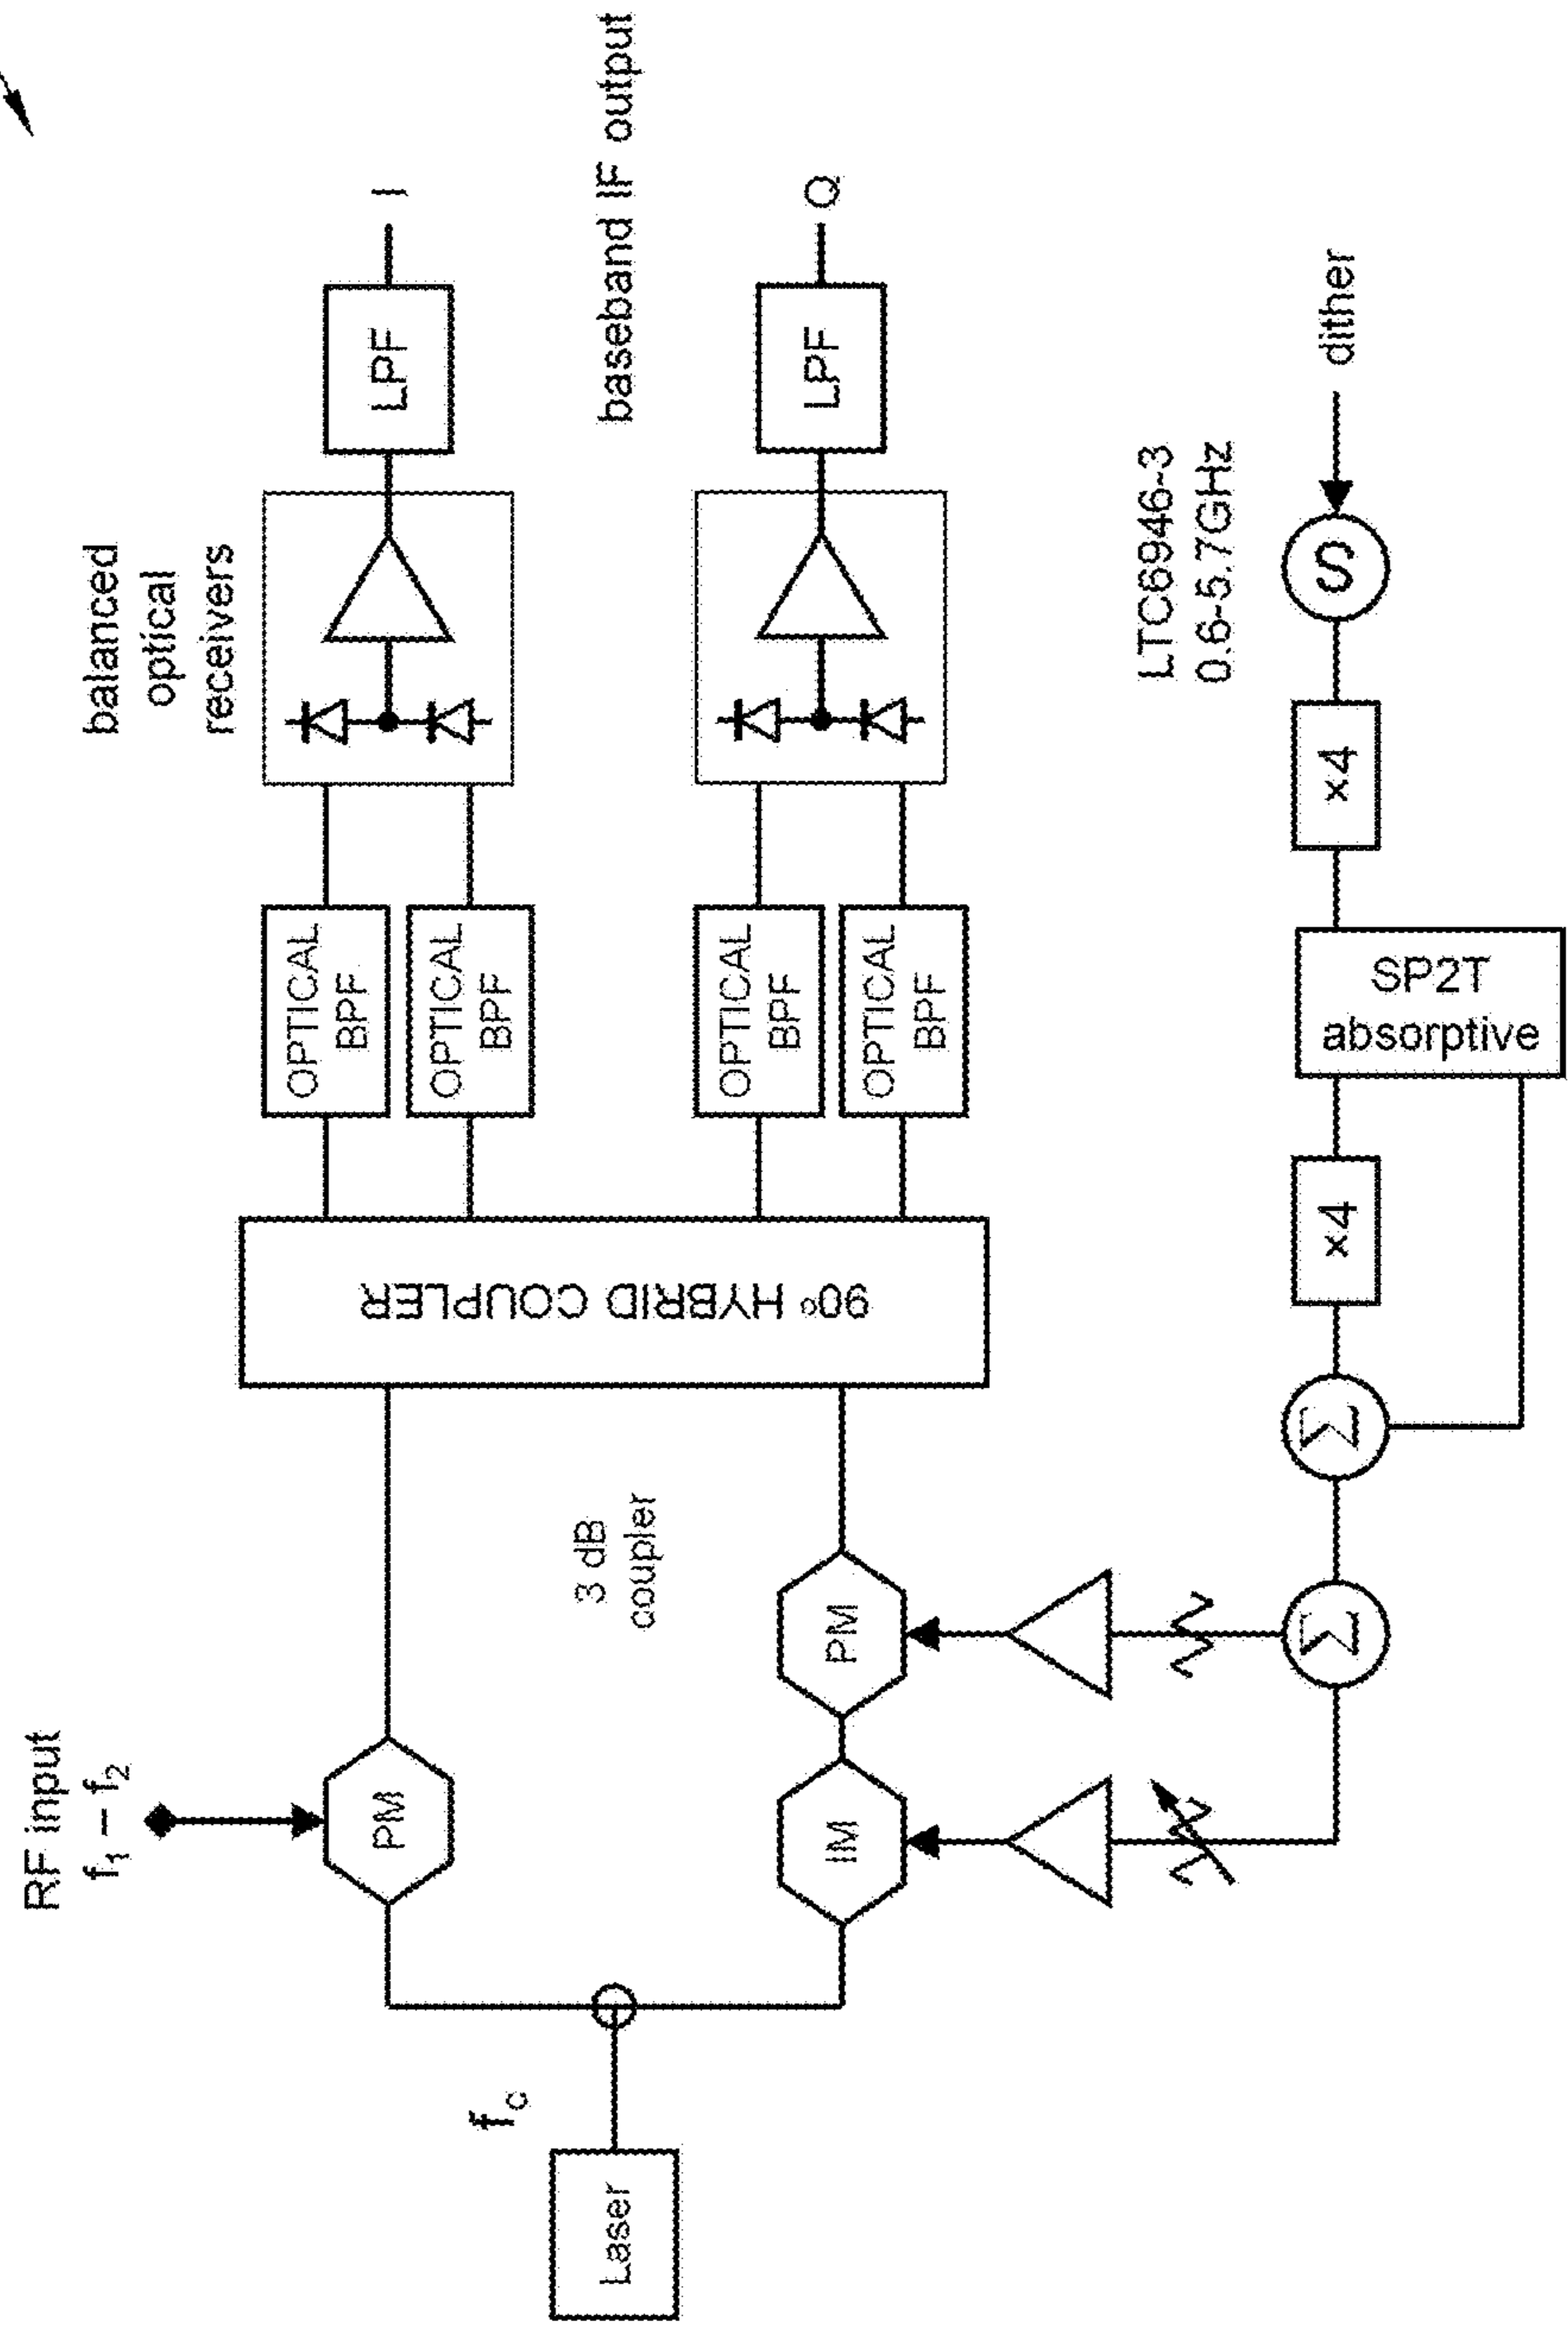 RF input
f₁ – f₂
balanced
optical
receivers
PM
OPTICAL
BPF
OPTICAL
BPF
LPF
I
Laser
f꜀
3 dB
coupler
90° HYBRID COUPLER
baseband IF output
IM
PM
OPTICAL
BPF
OPTICAL
BPF
LPF
Q
LTC6946-3
0.6-5.7GHz
Σ
Σ
×4
SP2T
absorptive
×4
S
dither